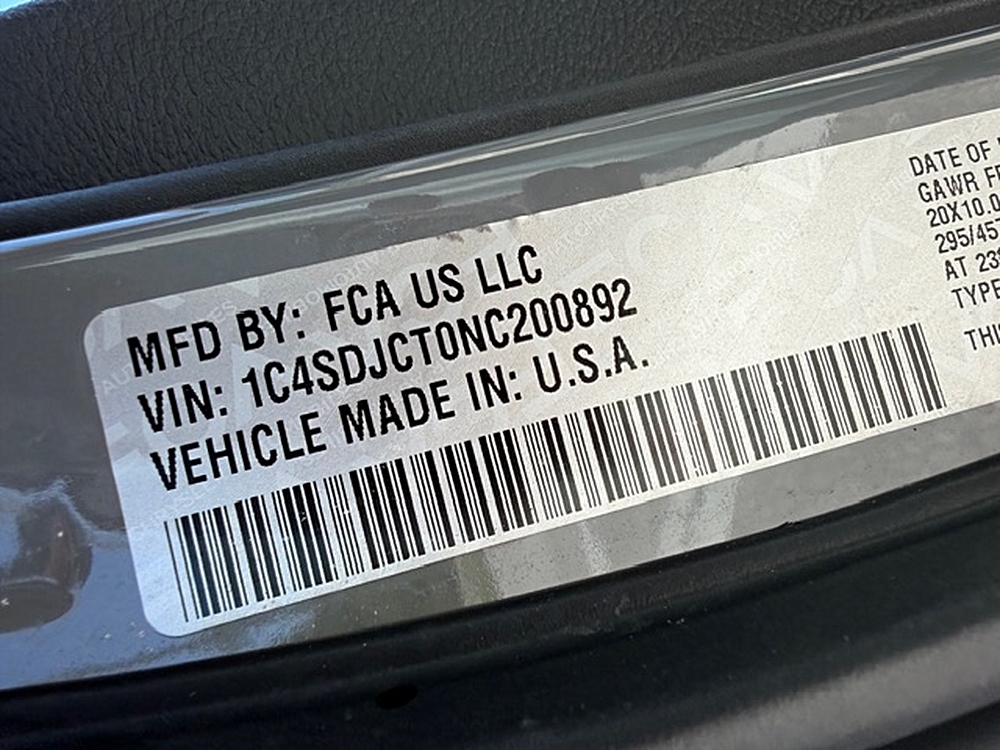 MFD BY: FCA US LLC
VIN: 1C4SDJCT0NC200892
VEHICLE MADE IN: U.S.A.
DATE OF
GAWR
20X10.0
295/45
AT 23
TYPE